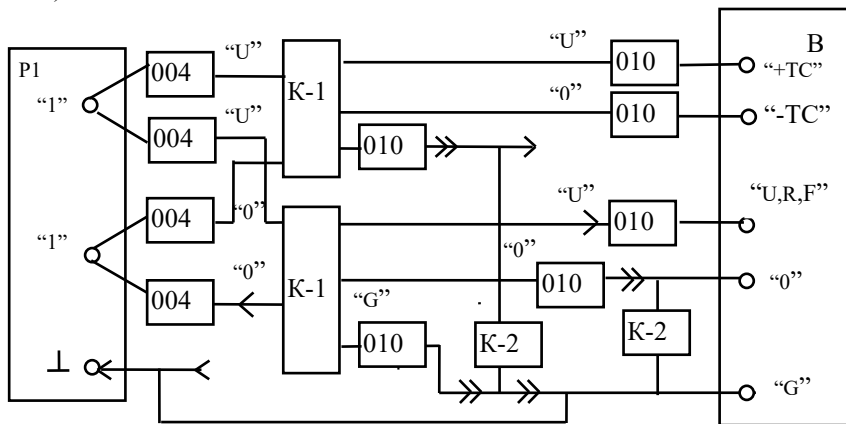 P1
“1”
“1”
⊥
004
“U”
004
“U”
004
“0”
004
“0”
К-1
К-1
010
“G”
010
“U”
010
“0”
010
“U”
010
“0”
010
К-2
К-2
В
“+TC”
“-TC”
“U,R,F”
“0”
“G”